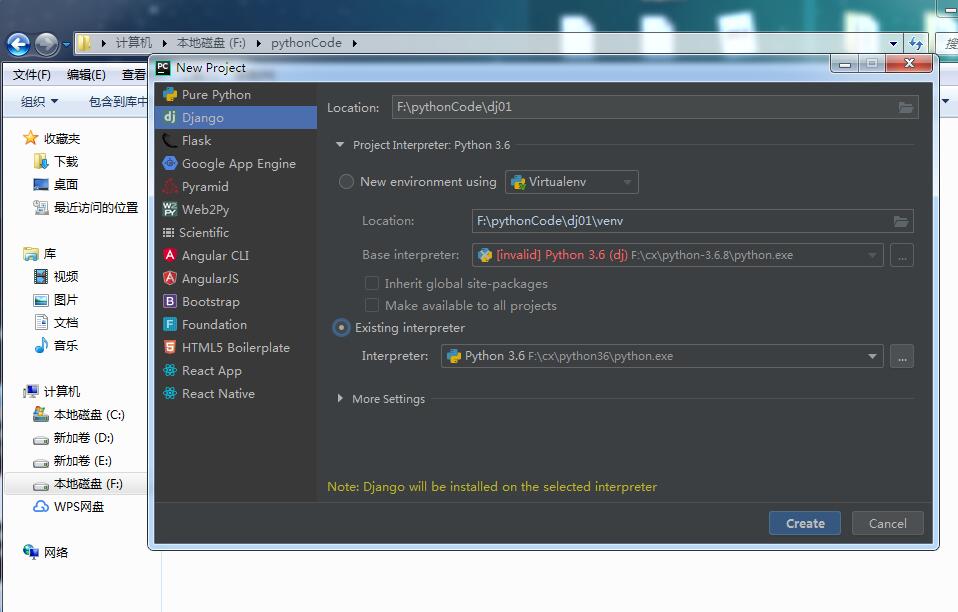 计算机 本地磁盘 (F:) pythonCode
文件(F) 编辑(E) 查看
组织 包含到库中
收藏夹
下载
桌面
最近访问的位置
库
视频
图片
文档
音乐
计算机
本地磁盘 (C:)
新加卷 (D:)
新加卷 (E:)
本地磁盘 (F:)
WPS网盘
网络
PC New Project
Pure Python
dj Django
Flask
Google App Engine
Pyramid
W2PY Web2Py
Scientific
A Angular CLI
A AngularJS
B Bootstrap
F Foundation
5 HTML5 Boilerplate
React App
React Native
Location: F:\pythonCode\dj01
Project Interpreter: Python 3.6
New environment using Virtualenv
Location: F:\pythonCode\dj01\venv
Base interpreter: [invalid] Python 3.6 (dj) F:\cx\python-3.6.8\python.exe ...
Inherit global site-packages
Make available to all projects
Existing interpreter
Interpreter: Python 3.6 F:\cx\python36\python.exe ...
More Settings
Note: Django will be installed on the selected interpreter
Create Cancel